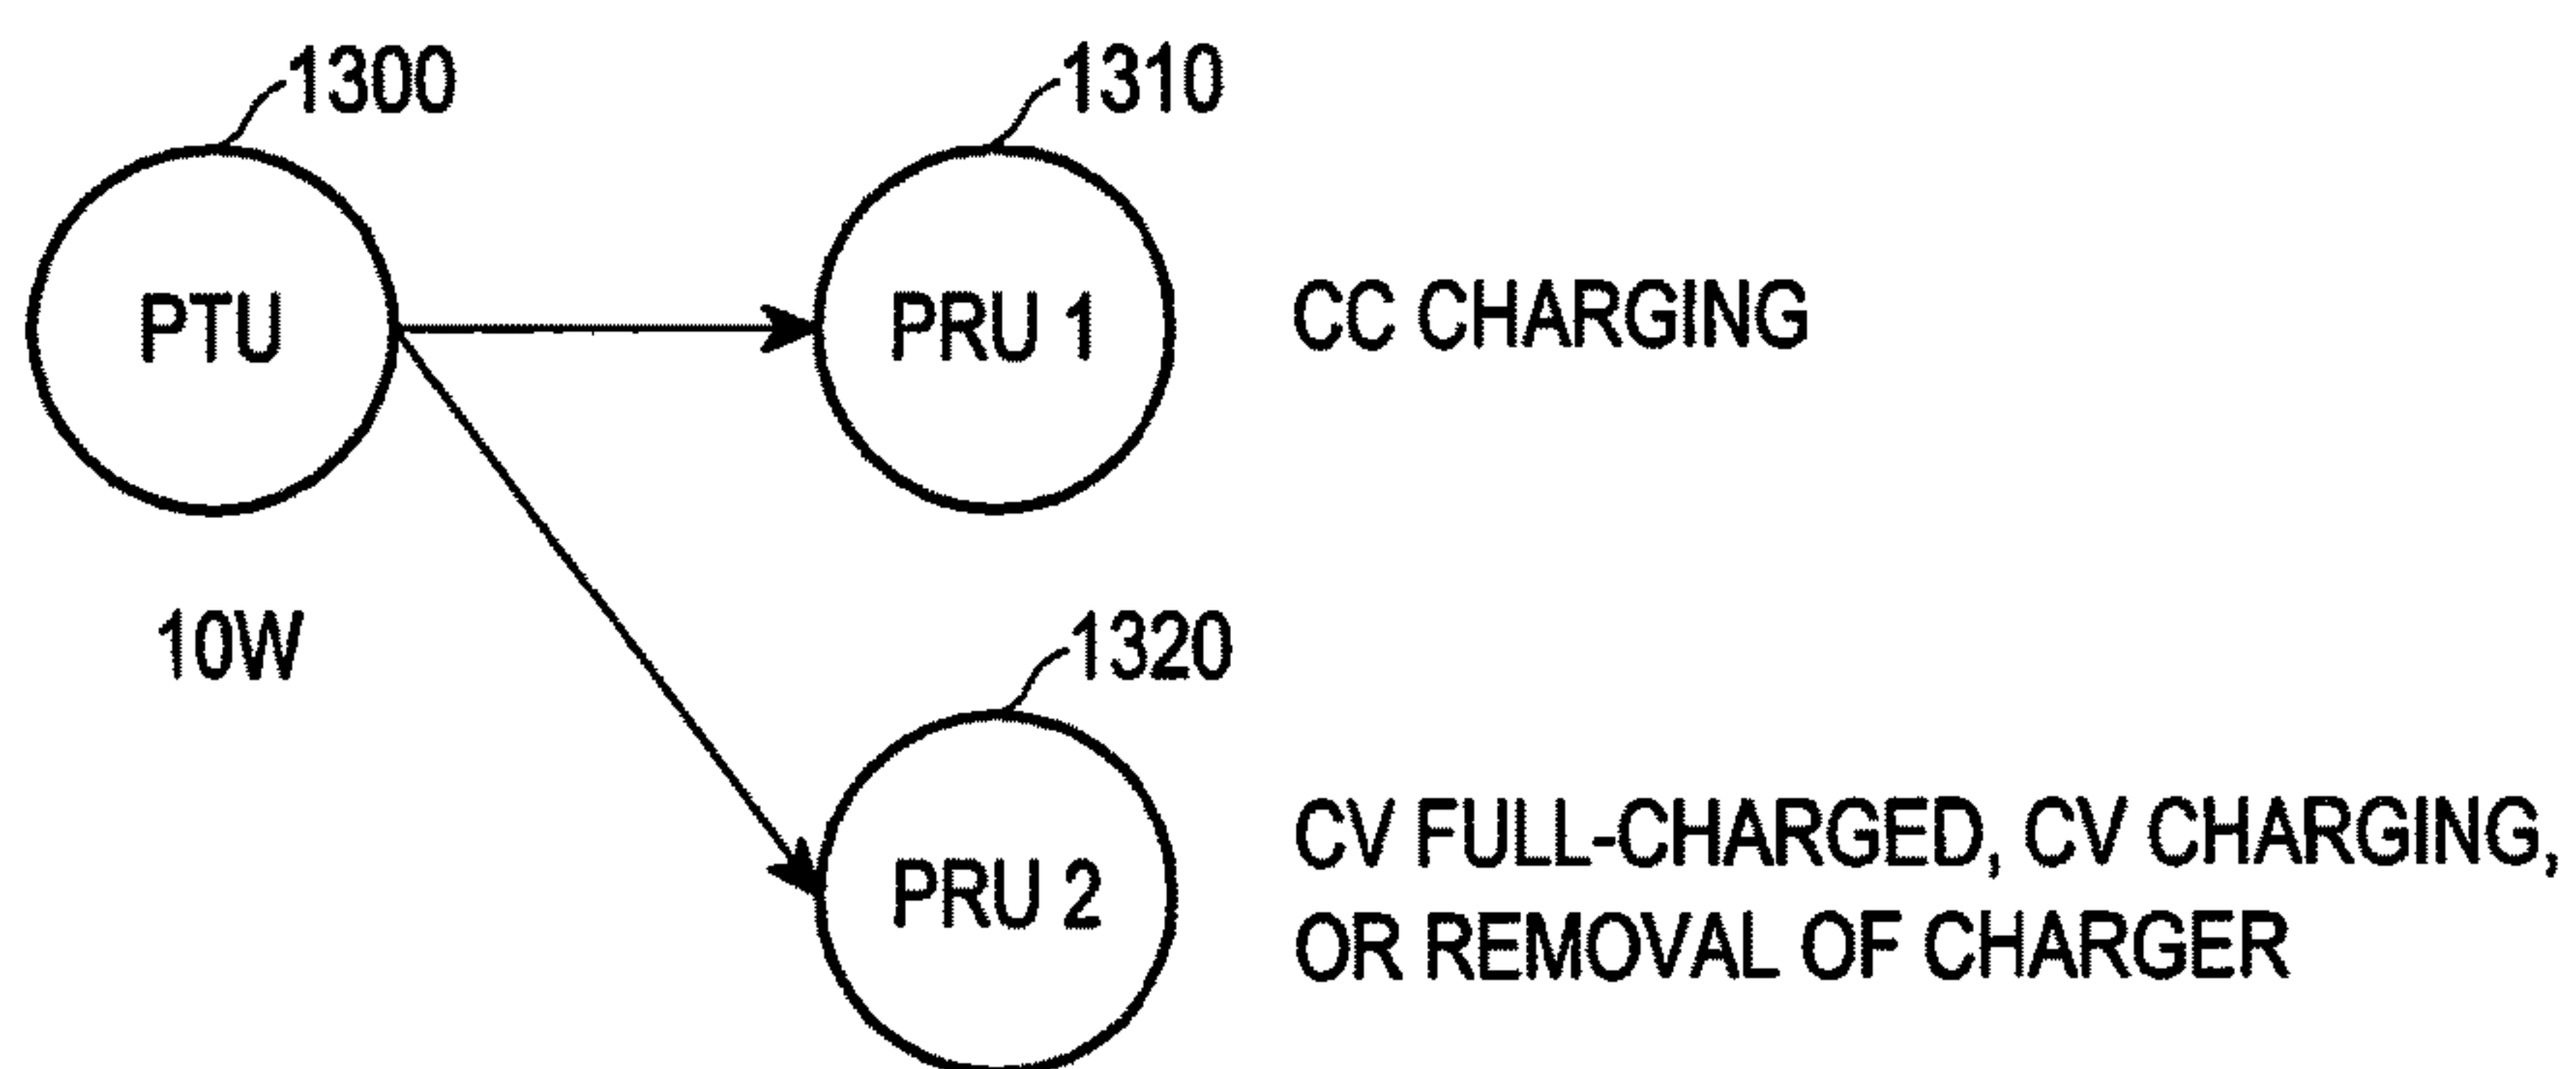 1300
1310
PTU
PRU 1
CC CHARGING
10W
1320
PRU 2
CV FULL-CHARGED, CV CHARGING,
OR REMOVAL OF CHARGER